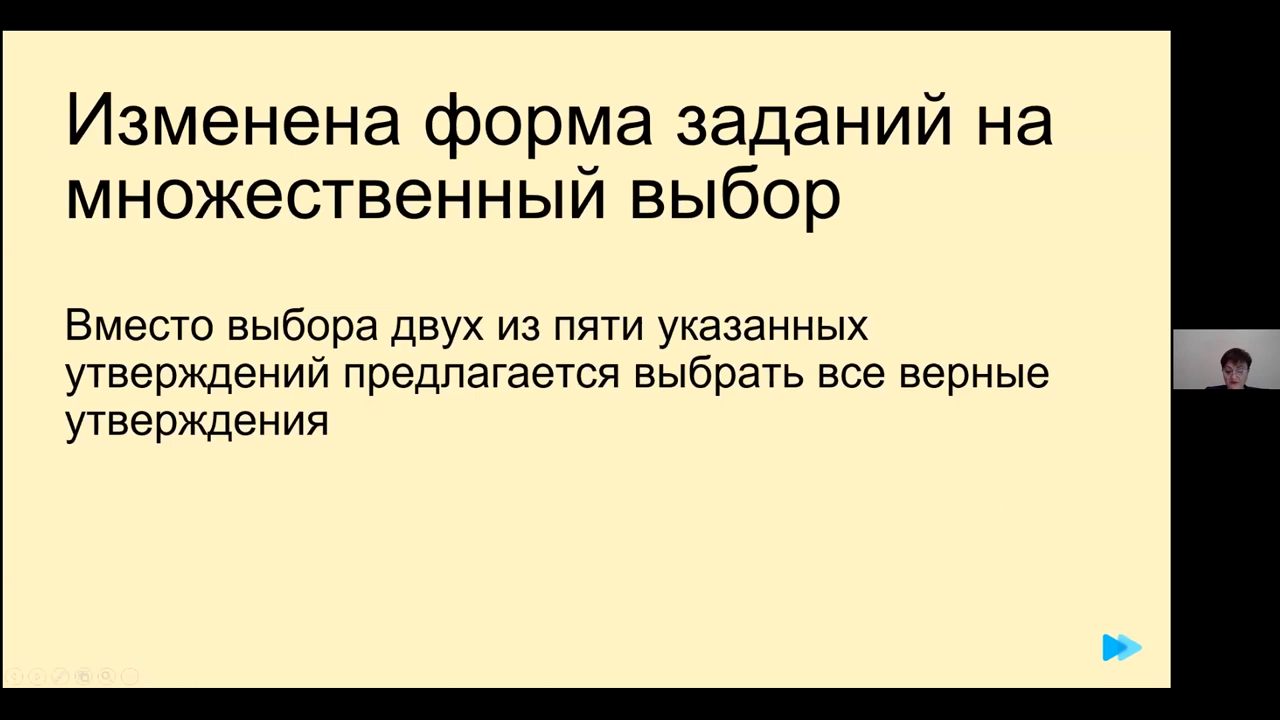 Изменена форма заданий на
множественный выбор
Вместо выбора двух из пяти указанных
утверждений предлагается выбрать все верные
утверждения